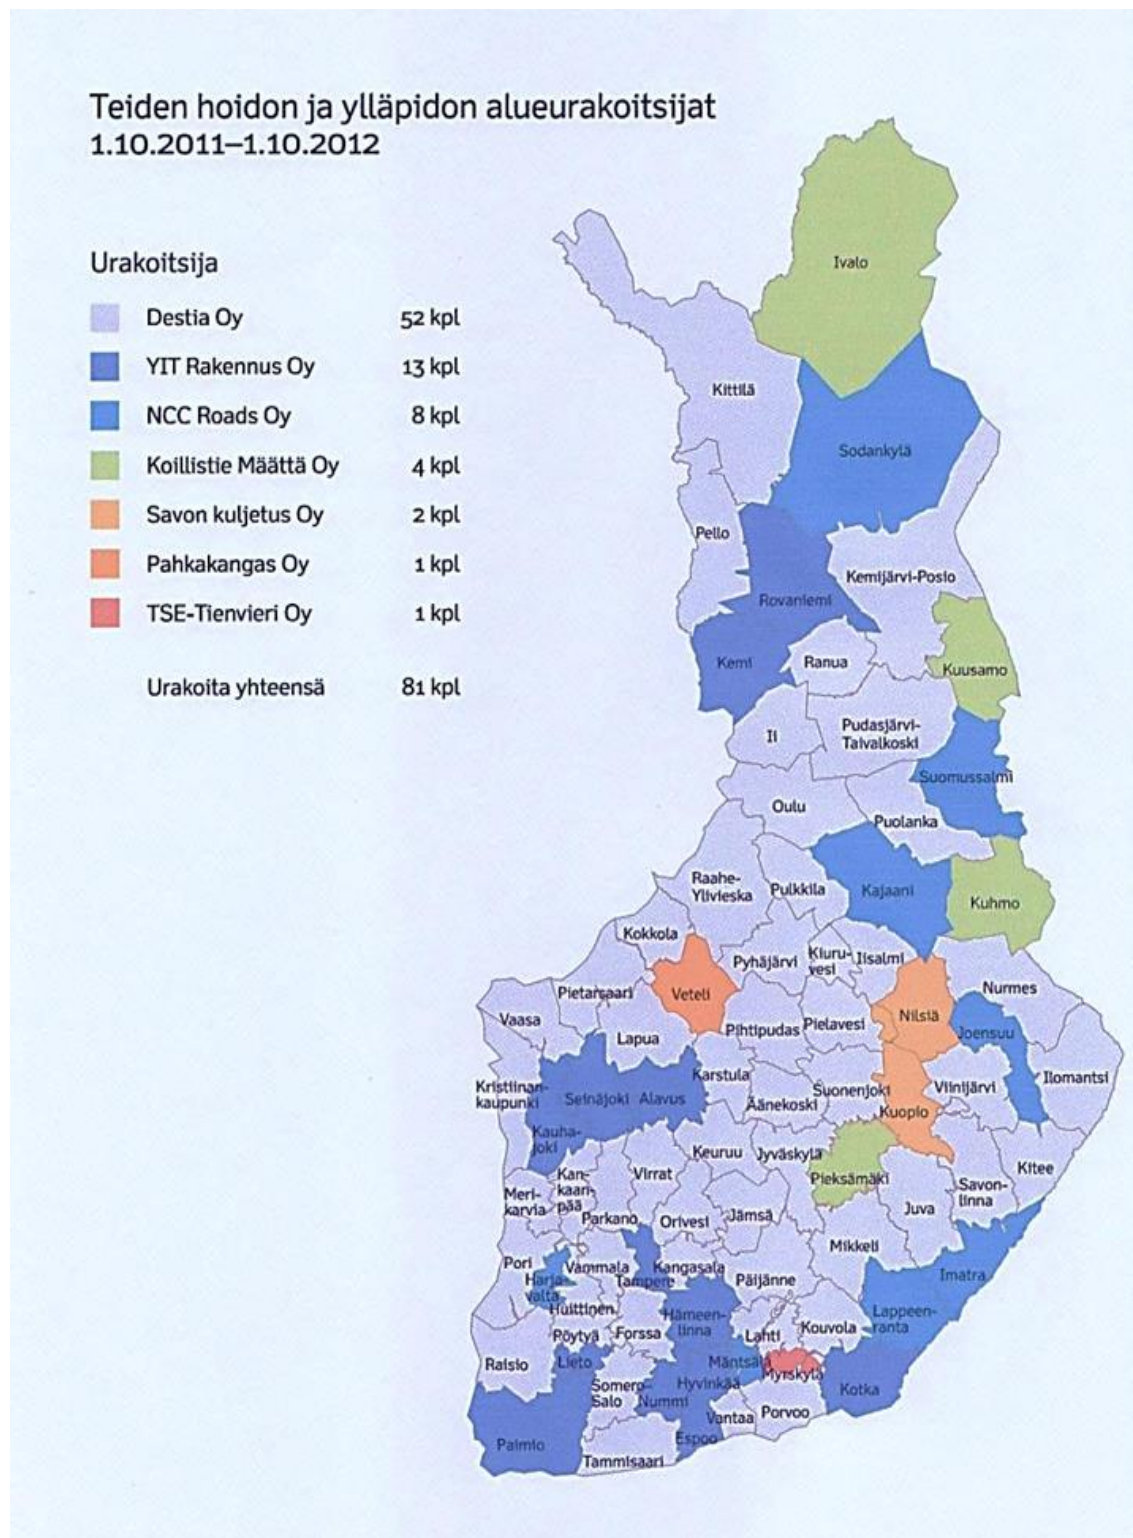 Teiden hoidon ja ylläpidon alueurakoitsijat
1.10.2011–1.10.2012
Urakoitsija
Destia Oy 52 kpl
YIT Rakennus Oy 13 kpl
NCC Roads Oy 8 kpl
Koillistie Määttä Oy 4 kpl
Savon kuljetus Oy 2 kpl
Pahkakangas Oy 1 kpl
TSE-Tienvieri Oy 1 kpl
Urakoita yhteensä 81 kpl
Ivalo
Kittilä
Sodankylä
Pello
Kemijärvi-Posio
Rovaniemi
Kemi
Ranua
Kuusamo
Ii
Pudasjärvi-
Taivalkoski
Suomussalmi
Oulu
Puolanka
Raahe-
Ylivieska
Pulkkila
Kajaani
Kuhmo
Kokkola
Pyhäjärvi
Kiuru-
vesi
Iisalmi
Pietarsaari
Veteli
Nurmes
Vaasa
Lapua
Pihtipudas
Pielavesi
Nilsiä
Joensuu
Kristiinan-
kaupunki
Seinäjoki
Alavus
Karstula
Äänekoski
Suonenjoki
Kuopio
Viinijärvi
Ilomantsi
Kauha-
joki
Keuruu
Jyväskylä
Pieksämäki
Kitee
Meri-
karvia
Kan-
kaan-
pää
Virrat
Savon-
linna
Parkano
Orivesi
Jämsä
Juva
Pori
Harja-
valta
Vammala
Tampere
Kangasala
Päijänne
Mikkeli
Imatra
Huittinen
Hämeen-
linna
Lappeen-
ranta
Pöytyä
Forssa
Lahti
Kouvola
Raisio
Lieto
Mäntsälä
Myrskylä
Somero-
Salo
Nummi
Hyvinkää
Kotka
Vantaa
Porvoo
Paimio
Tammisaari
Espoo